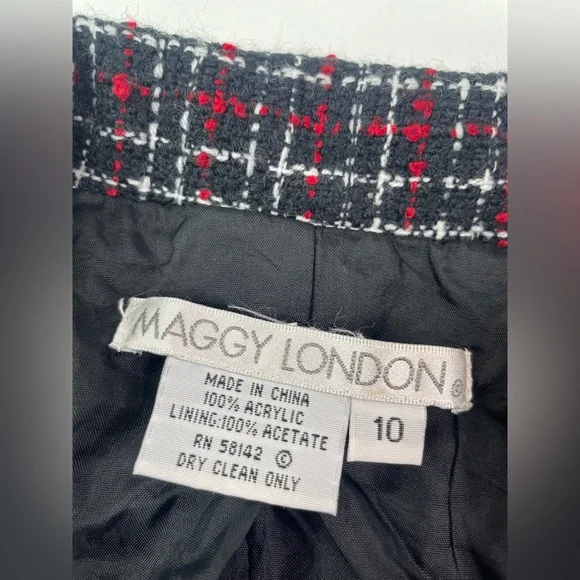 MAGGY LONDON ®
MADE IN CHINA
100% ACRYLIC
LINING:100% ACETATE
RN 58142 ©
DRY CLEAN ONLY
10